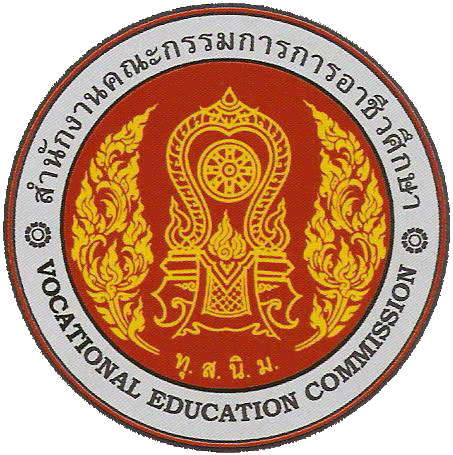 สำนักงานคณะกรรมการการอาชีวศึกษา
ทุ. ส. นิ. ม.
VOCATIONAL EDUCATION COMMISSION